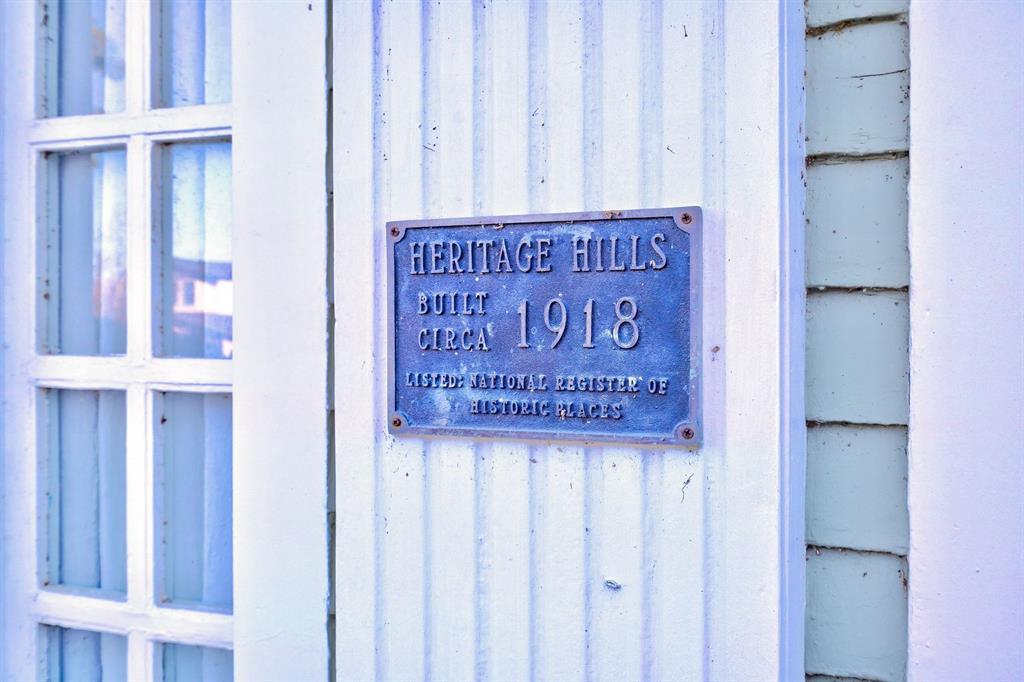 HERITAGE HILLS
BUILT
CIRCA
1918
LISTED: NATIONAL REGISTER OF
HISTORIC PLACES